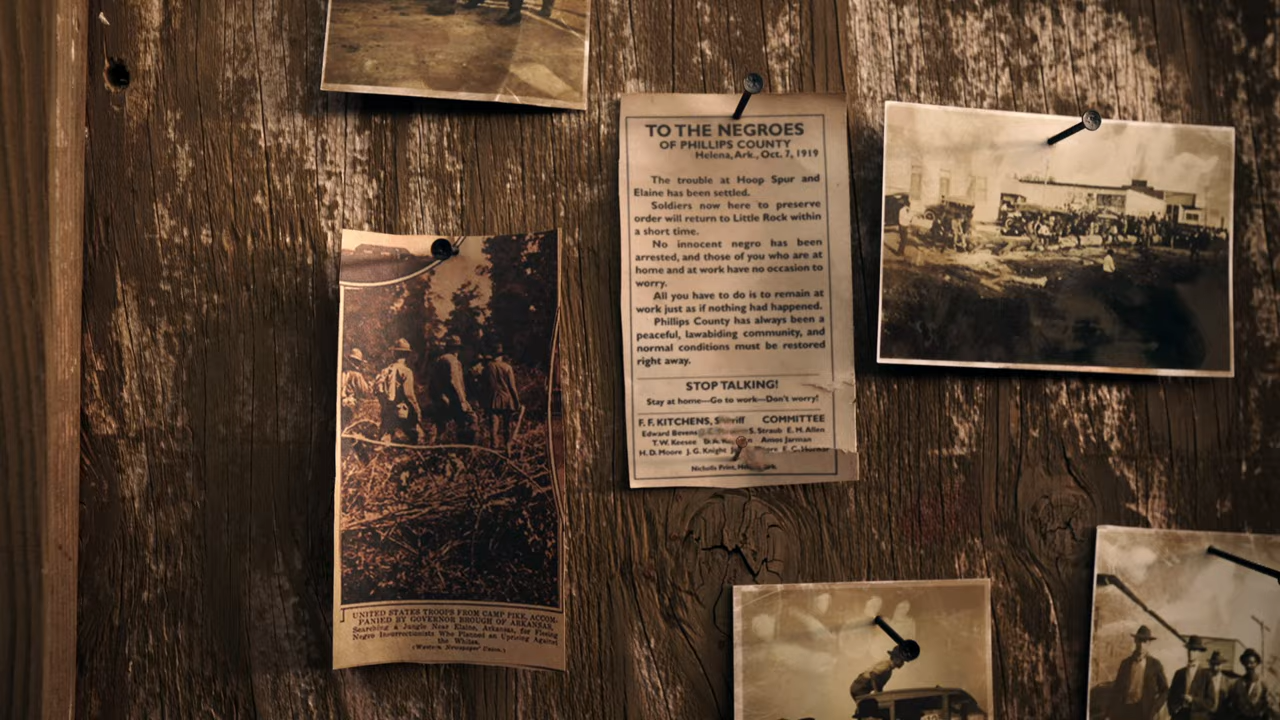 TO THE NEGROES
OF PHILLIPS COUNTY
Helena, Ark., Oct. 7, 1919
The trouble at Hoop Spur and
Elaine has been settled.
Soldiers now here to preserve
order will return to Little Rock within
a short time.
No innocent negro has been
arrested, and those of you who are at
home and at work have no occasion to
worry.
All you have to do is to remain at
work just as if nothing had happened.
Phillips County has always been a
peaceful, lawabiding community, and
normal conditions must be restored
right away.
STOP TALKING!
Stay at home—Go to work—Don't worry!
F. F. KITCHENS, Sheriff COMMITTEE
Edward Bevens S. Straub E. M. Allen
T. W. Keesee Amos Jarman
H. D. Moore J. G. Knight
Nicholls Print,
UNITED STATES TROOPS FROM CAMP PIKE, ACCOM-
PANIED BY GOVERNOR BROUGH OF ARKANSAS,
Searching a Jungle Near Elaine, Arkansas, for Fleeing
Negro Insurrectionists Who Planned an Uprising Against
the Whites.
(Western Newspaper Union.)